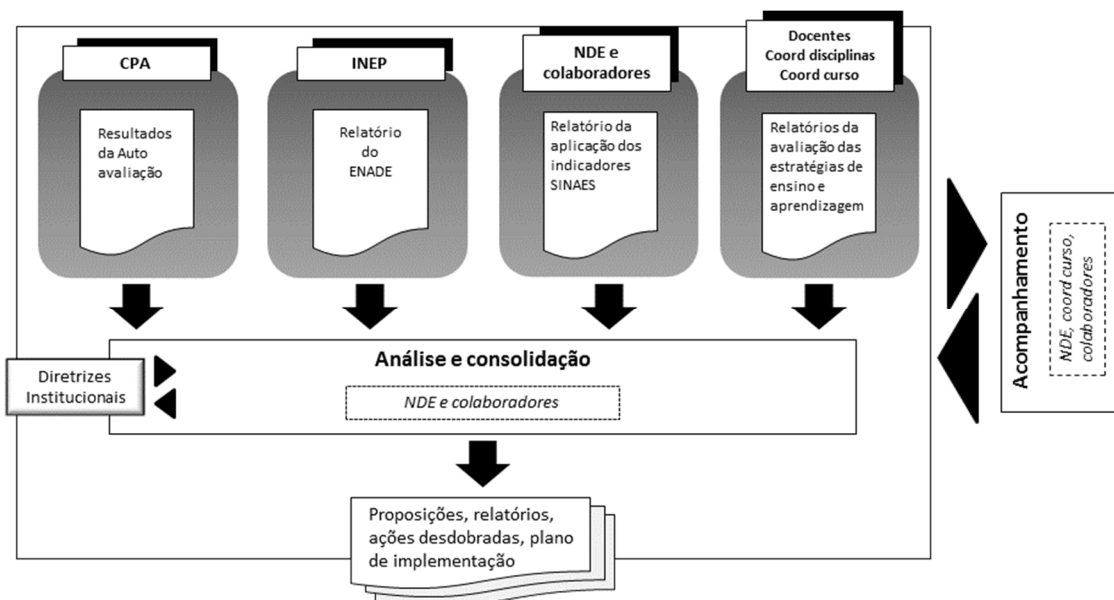 CPA
INEP
NDE e
colaboradores
Docentes
Coord disciplinas
Coord curso
Resultados
da Auto
avaliação
Relatório
do
ENADE
Relatório da
aplicação dos
indicadores
SINAES
Relatórios da
avaliação das
estratégias de
ensino e
aprendizagem
Acompanhamento
NDE, coord curso,
colaboradores
Diretrizes
Institucionais
Análise e consolidação
NDE e colaboradores
Proposições, relatórios,
ações desdobradas, plano
de implementação